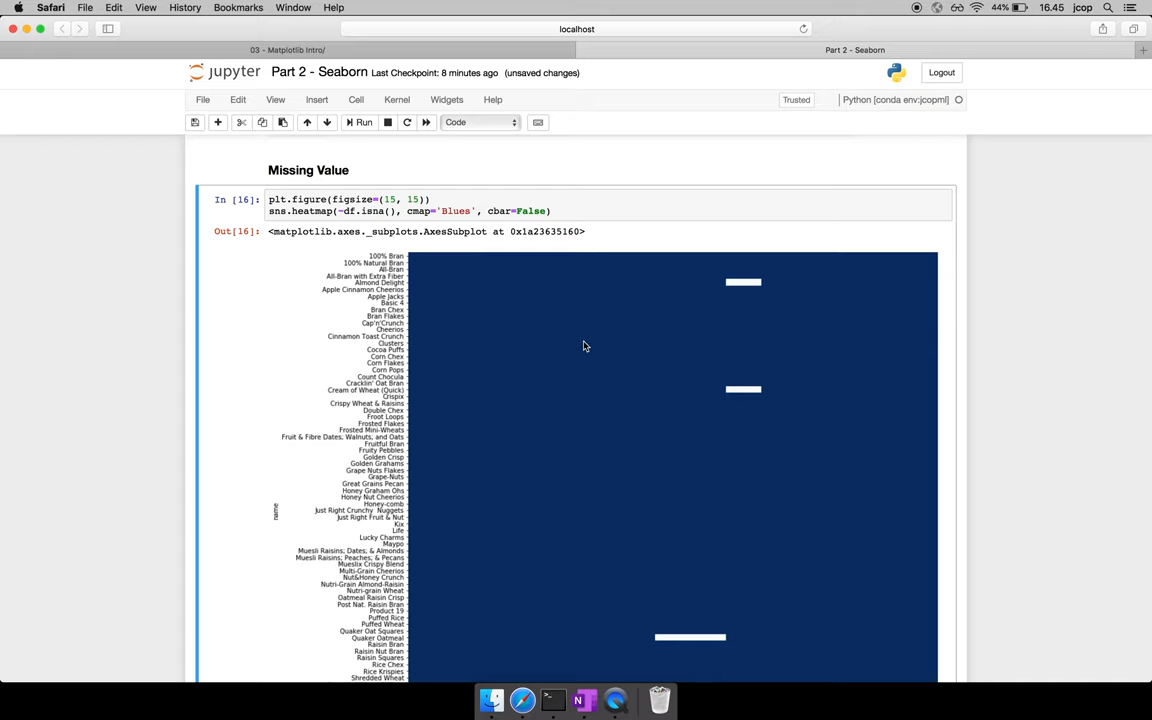 Safari File Edit View History Bookmarks Window Help 44% 16.45 jcop
localhost
03 - Matplotlib Intro/ Part 2 - Seaborn
jupyter Part 2 - Seaborn Last Checkpoint: 8 minutes ago (unsaved changes) Logout
File Edit View Insert Cell Kernel Widgets Help Trusted Python [conda env:jcopml]
Run Code
Missing Value
In [16]: plt.figure(figsize=(15, 15))
sns.heatmap(-df.isna(), cmap='Blues', cbar=False)
Out[16]: <matplotlib.axes._subplots.AxesSubplot at 0x1a23635160>
100% Bran
100% Natural Bran
All-Bran
All-Bran with Extra Fiber
Almond Delight
Apple Cinnamon Cheerios
Apple Jacks
Basic 4
Bran Chex
Bran Flakes
Cap'n'Crunch
Cheerios
Cinnamon Toast Crunch
Clusters
Cocoa Puffs
Corn Chex
Corn Flakes
Corn Pops
Count Chocula
Cracklin' Oat Bran
Cream of Wheat (Quick)
Crispix
Crispy Wheat & Raisins
Double Chex
Froot Loops
Frosted Flakes
Frosted Mini-Wheats
Fruit & Fibre Dates; Walnuts; and Oats
Fruitful Bran
Fruity Pebbles
Golden Crisp
Golden Grahams
Grape Nuts Flakes
Grape-Nuts
Great Grains Pecan
Honey Graham Ohs
Honey Nut Cheerios
Honey-comb
Just Right Crunchy  Nuggets
Just Right Fruit & Nut
Kix
Life
Lucky Charms
Maypo
Muesli Raisins; Dates; & Almonds
Muesli Raisins; Peaches; & Pecans
Mueslix Crispy Blend
Multi-Grain Cheerios
Nut&Honey Crunch
Nutri-Grain Almond-Raisin
Nutri-grain Wheat
Oatmeal Raisin Crisp
Post Nat. Raisin Bran
Product 19
Puffed Rice
Puffed Wheat
Quaker Oat Squares
Quaker Oatmeal
Raisin Bran
Raisin Nut Bran
Raisin Squares
Rice Chex
Rice Krispies
Shredded Wheat
name